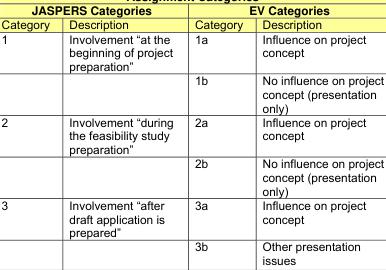 Assignment Categories
JASPERS Categories EV Categories
Category Description Category Description
1 Involvement “at the 1a Influence on project
beginning of project concept
preparation”
1b No influence on project
concept (presentation
only)
2 Involvement “during 2a Influence on project
the feasibility study concept
preparation”
2b No influence on project
concept (presentation
only)
3 Involvement “after 3a Influence on project
draft application is concept
prepared”
3b Other presentation
issues